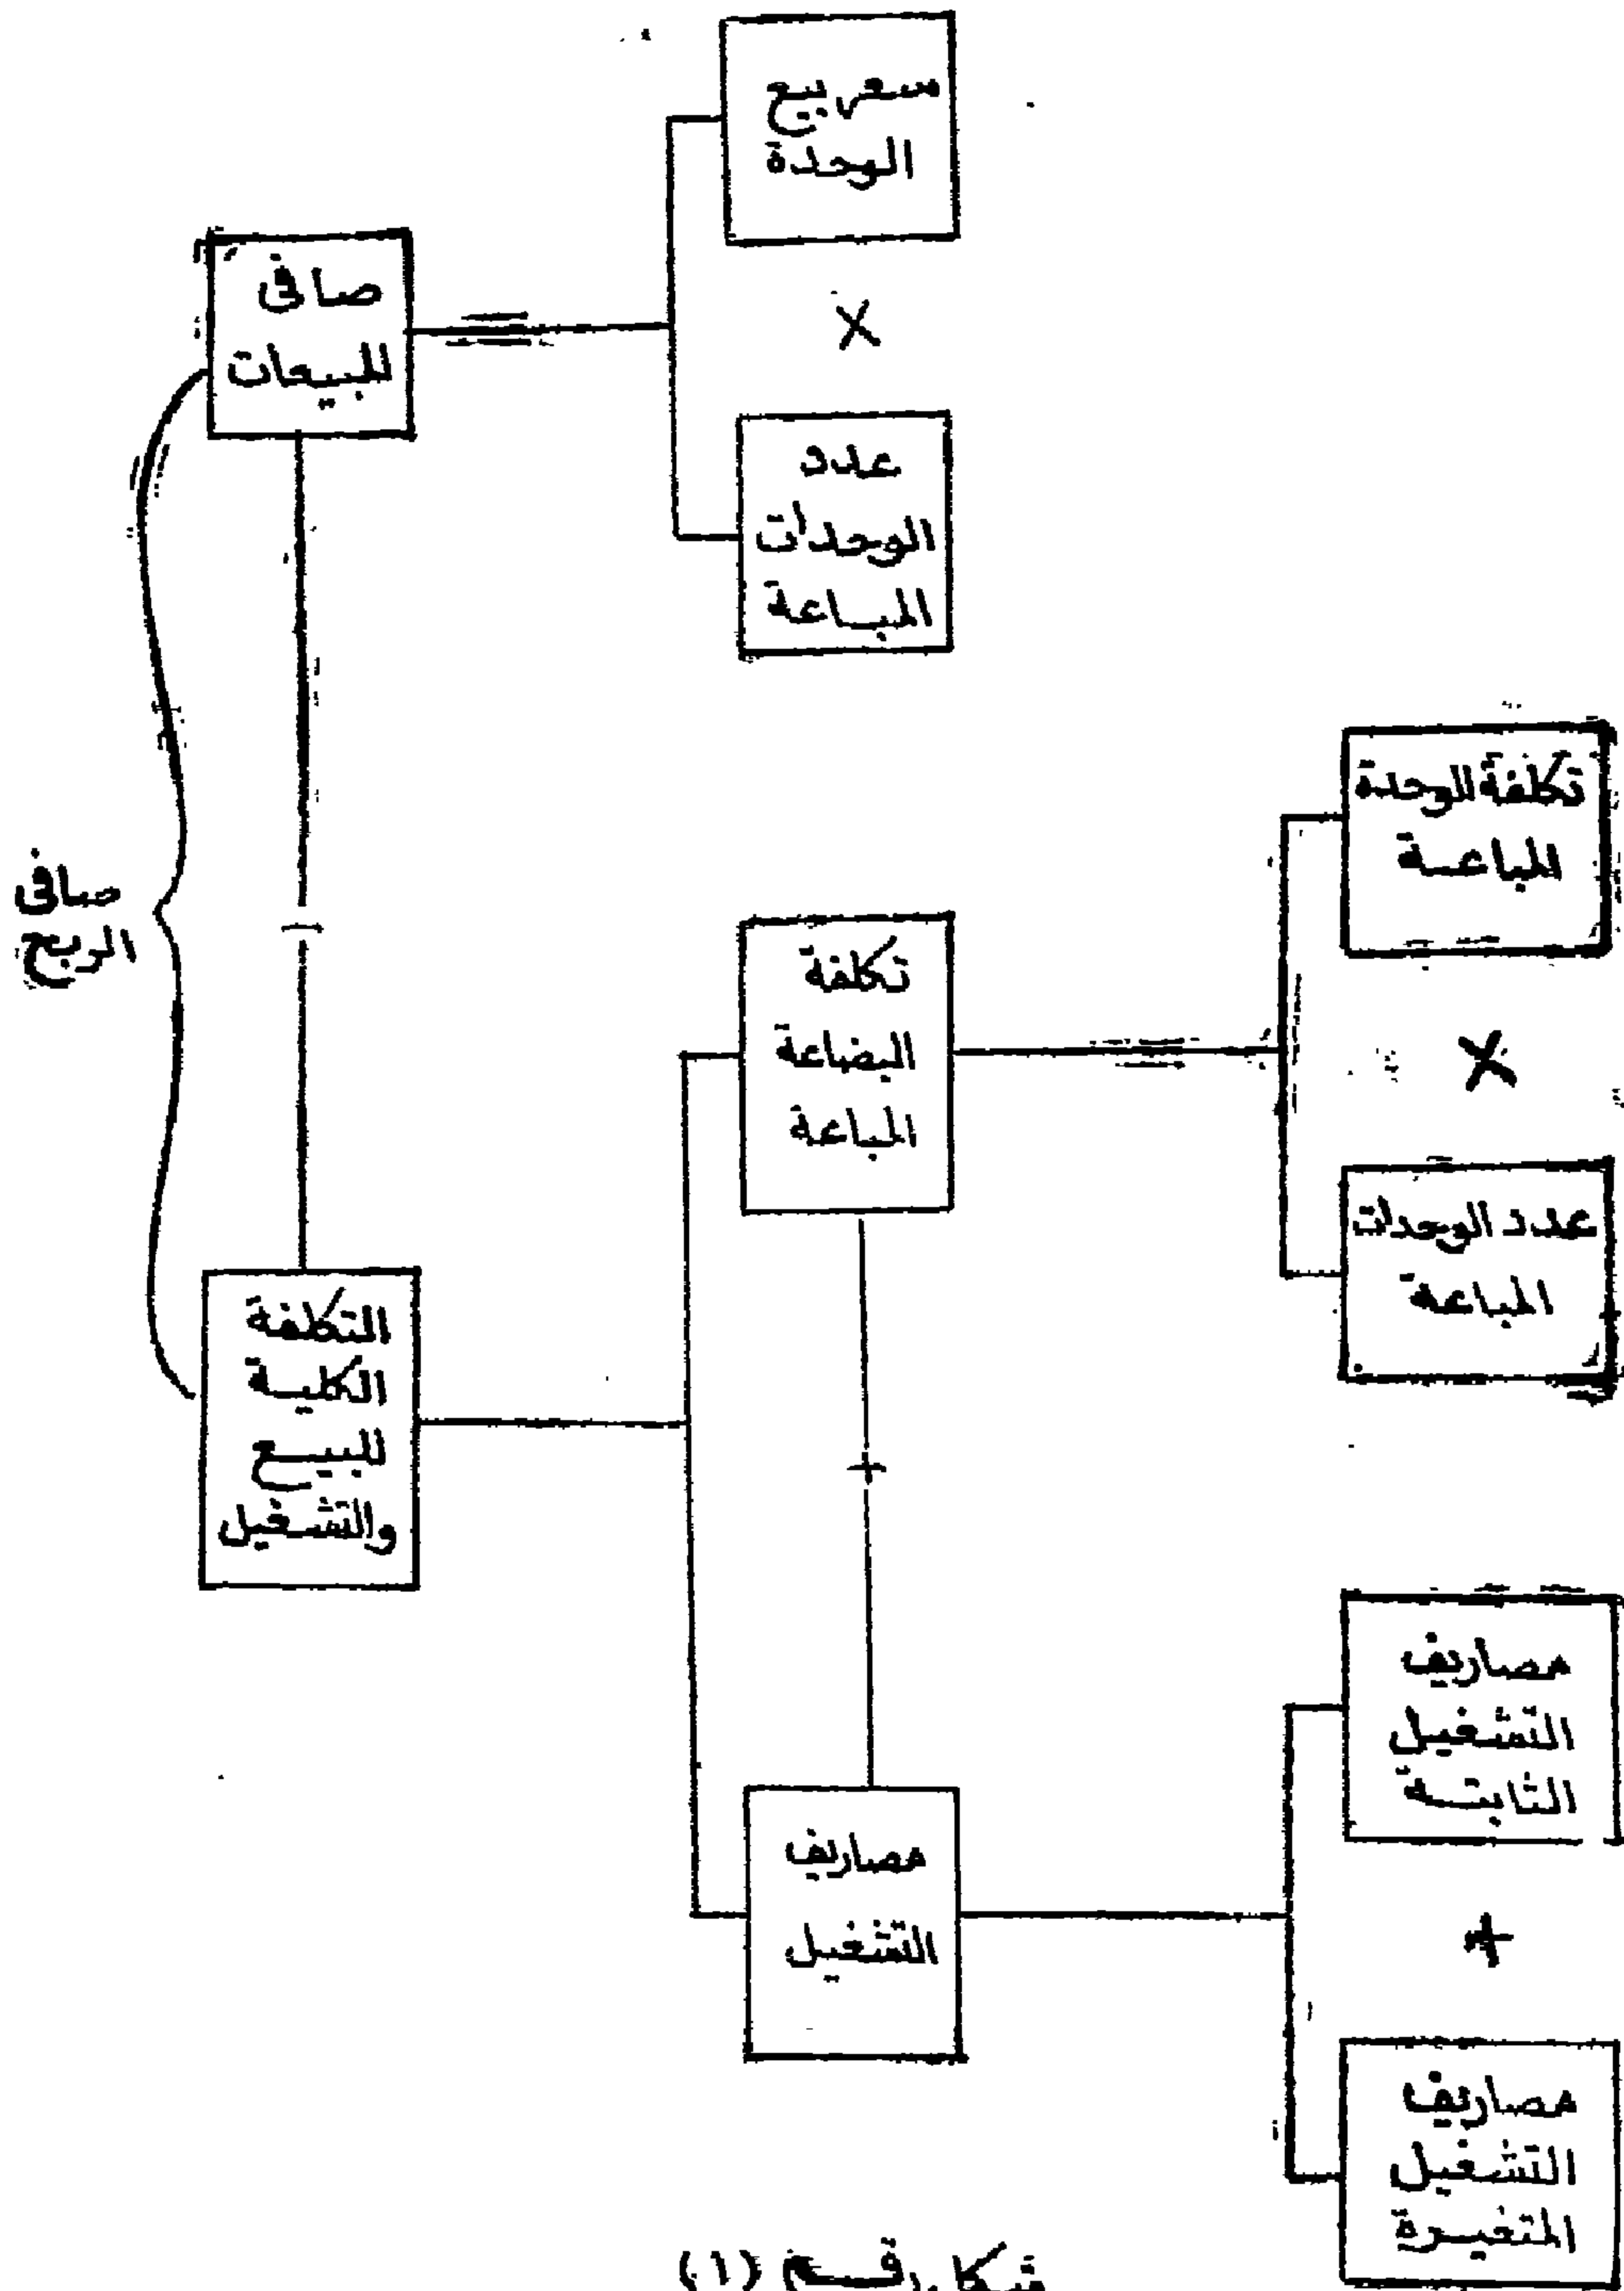 سعر بيع
الوحدة
صافى
المبيعات
×
عدد
الوحدات
المباعة
تكلفة الوحدة
المباعة
صافى
الربح
−
تكلفة
البضاعة
المباعة
×
عدد الوحدات
المباعة
التكلفة
الكلية
للبيع
والتشغيل
+
مصاريف
التشغيل
الثابتة
مصاريف
التشغيل
+
مصاريف
التشغيل
المتغيرة
شكل رقم (١)